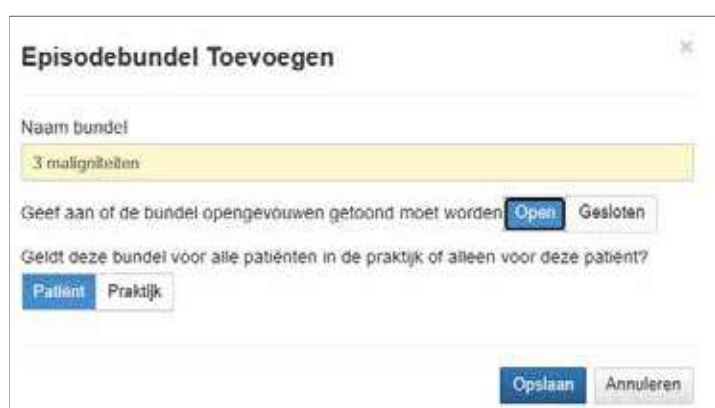 Episodebundel Toevoegen ×
Naam bundel
3 maligniteiten
Geef aan of de bundel opengevouwen getoond moet worden Open Gesloten
Geldt deze bundel voor alle patiënten in de praktijk of alleen voor deze patiënt?
Patiënt Praktijk
Opslaan Annuleren